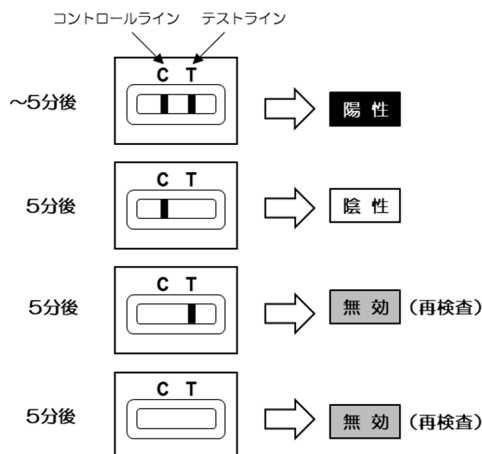 コントロールライン テストライン
C T
~5分後 陽 性
C T
5分後 陰 性
C T
5分後 無 効 (再検査)
C T
5分後 無 効 (再検査)